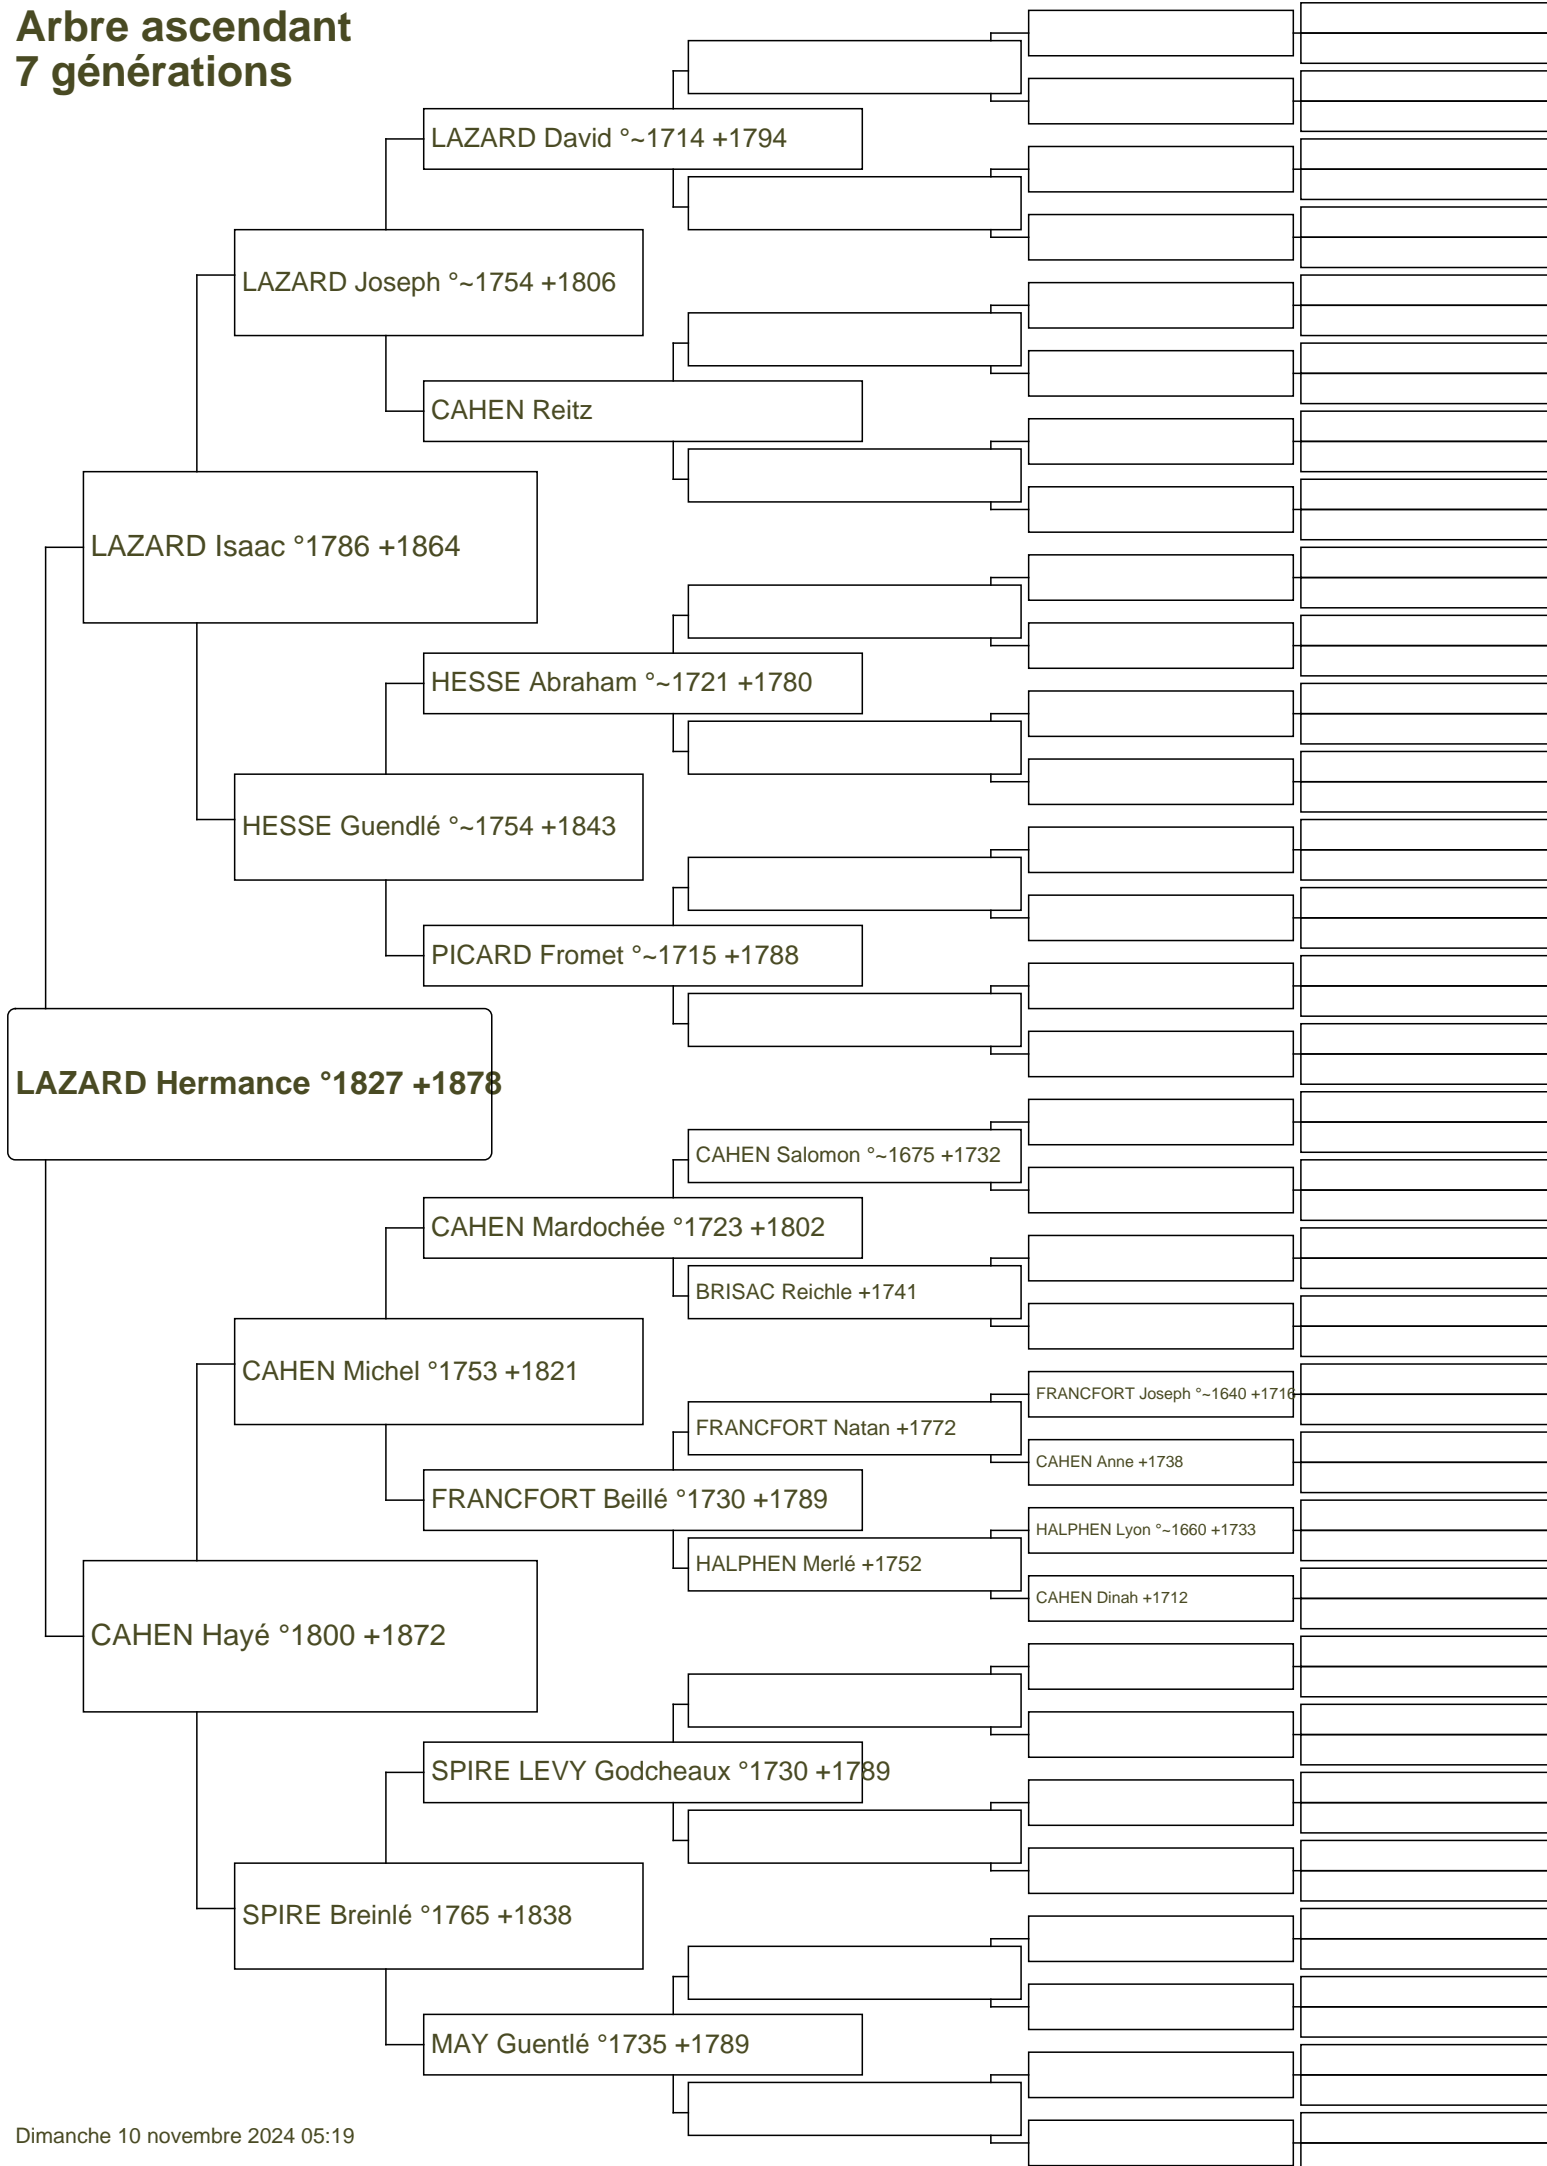 Arbre ascendant
7 générations
LAZARD David °~1714 +1794
LAZARD Joseph °~1754 +1806
CAHEN Reitz
LAZARD Isaac °1786 +1864
HESSE Abraham °~1721 +1780
HESSE Guendlé °~1754 +1843
PICARD Fromet °~1715 +1788
LAZARD Hermance °1827 +1878
CAHEN Salomon °~1675 +1732
CAHEN Mardochée °1723 +1802
BRISAC Reichle +1741
CAHEN Michel °1753 +1821
FRANCFORT Joseph °~1640 +1716
FRANCFORT Natan +1772
CAHEN Anne +1738
FRANCFORT Beillé °1730 +1789
HALPHEN Lyon °~1660 +1733
HALPHEN Merlé +1752
CAHEN Dinah +1712
CAHEN Hayé °1800 +1872
SPIRE LEVY Godcheaux °1730 +1789
SPIRE Breinlé °1765 +1838
MAY Guentlé °1735 +1789
Dimanche 10 novembre 2024 05:19